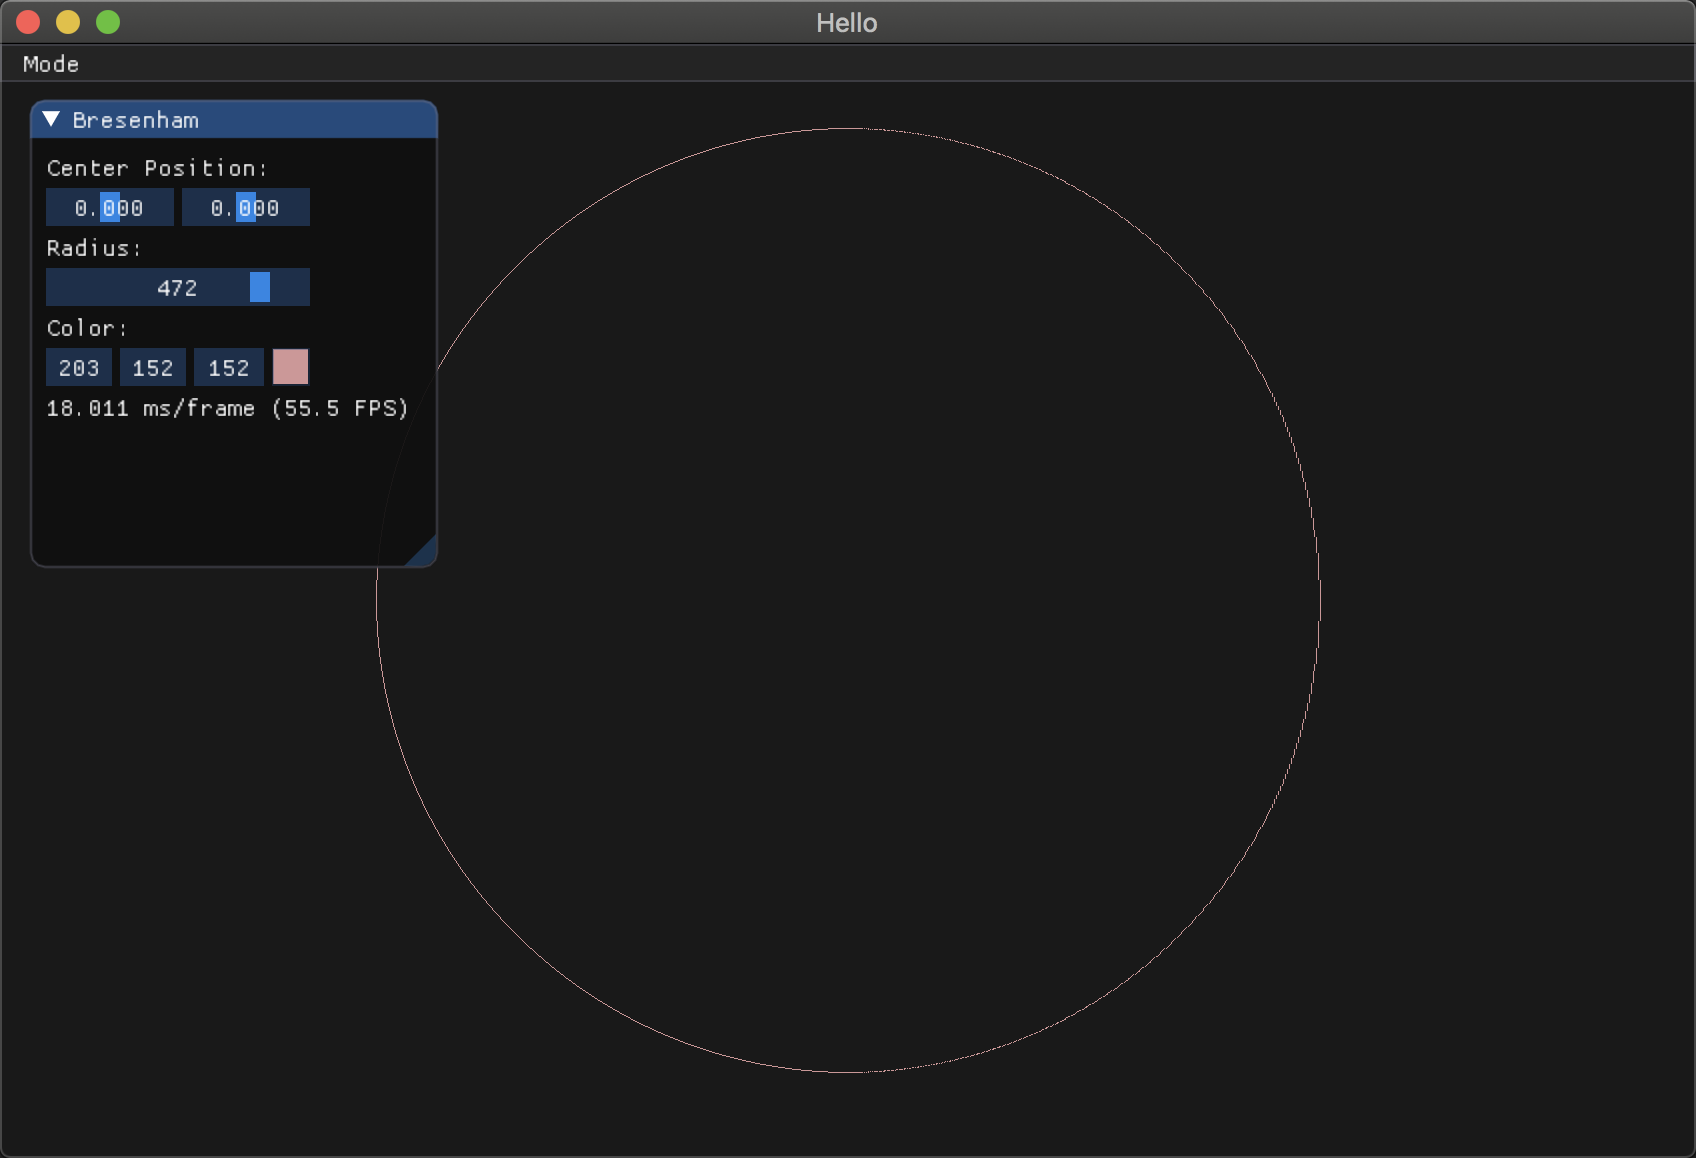 Hello
Mode
Bresenham
Center Position:
0.000 0.000
Radius:
472
Color:
203 152 152
18.011 ms/frame (55.5 FPS)